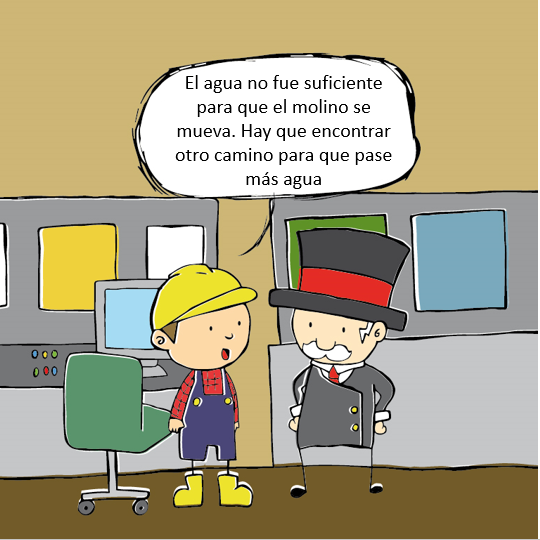 El agua no fue suficiente
para que el molino se
mueva. Hay que encontrar
otro camino para que pase
más agua